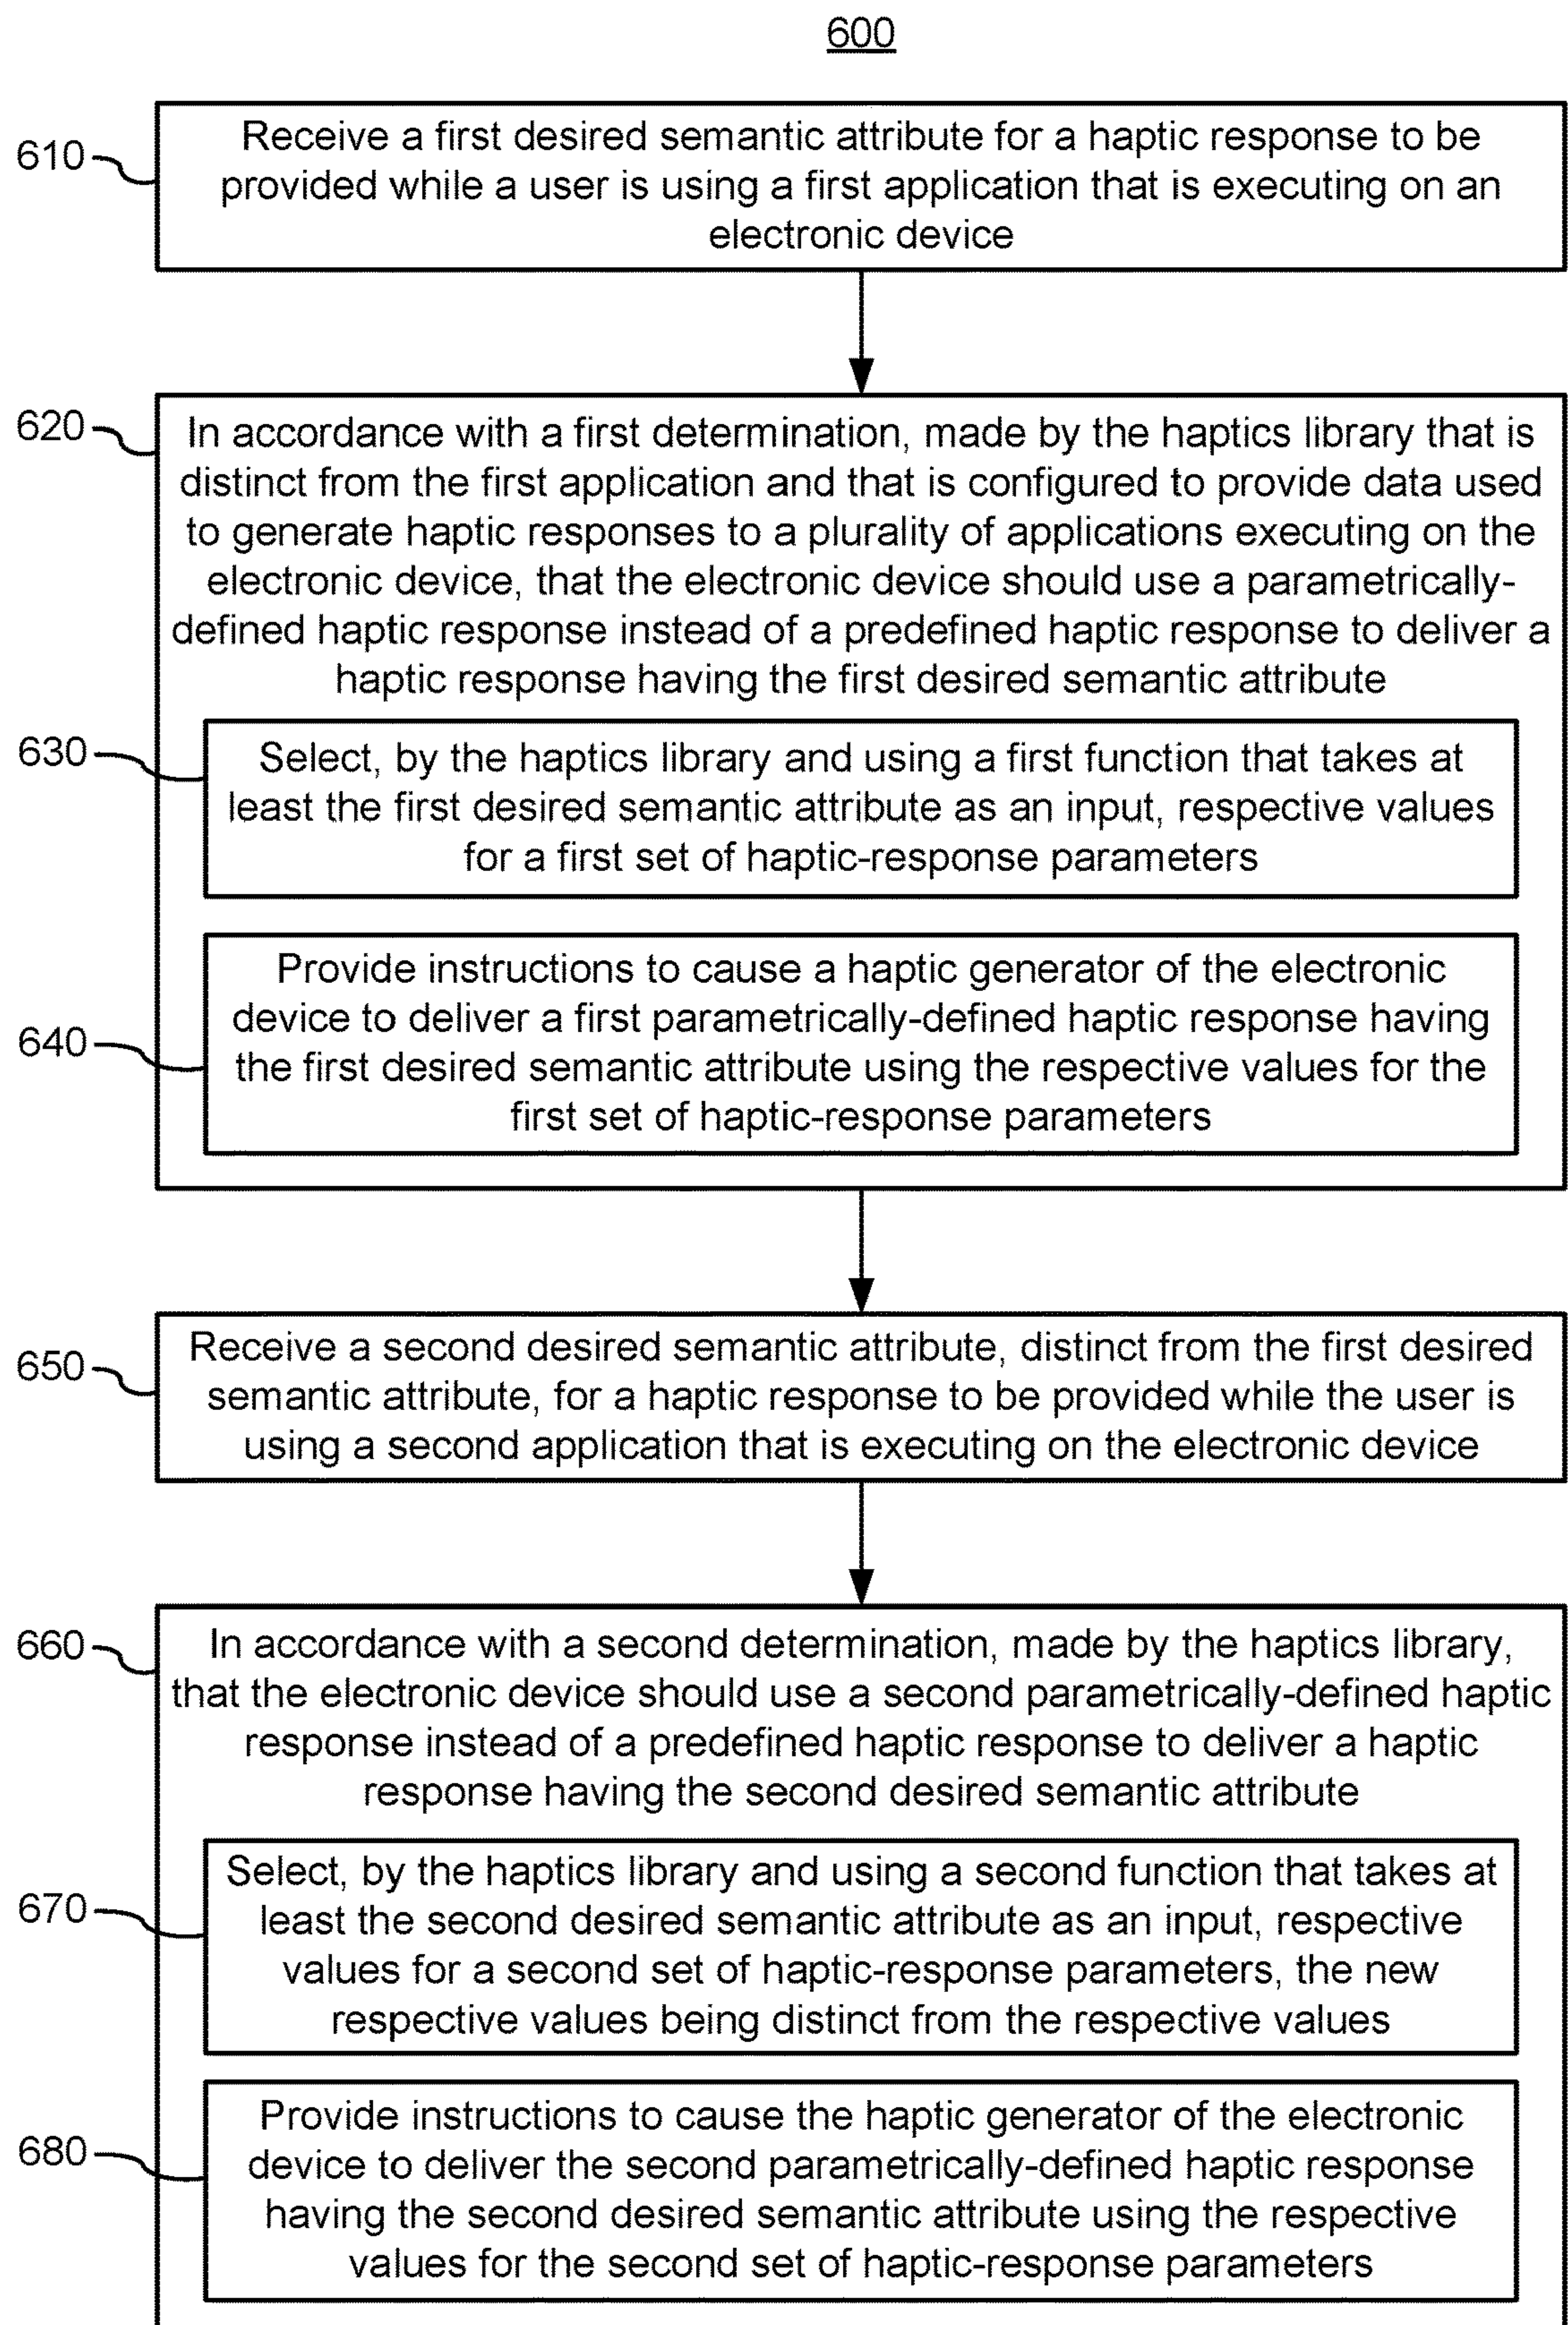 600
610
Receive a first desired semantic attribute for a haptic response to be
provided while a user is using a first application that is executing on an
electronic device
620
In accordance with a first determination, made by the haptics library that is
distinct from the first application and that is configured to provide data used
to generate haptic responses to a plurality of applications executing on the
electronic device, that the electronic device should use a parametrically-
defined haptic response instead of a predefined haptic response to deliver a
haptic response having the first desired semantic attribute
630
Select, by the haptics library and using a first function that takes at
least the first desired semantic attribute as an input, respective values
for a first set of haptic-response parameters
640
Provide instructions to cause a haptic generator of the electronic
device to deliver a first parametrically-defined haptic response having
the first desired semantic attribute using the respective values for the
first set of haptic-response parameters
650
Receive a second desired semantic attribute, distinct from the first desired
semantic attribute, for a haptic response to be provided while the user is
using a second application that is executing on the electronic device
660
In accordance with a second determination, made by the haptics library,
that the electronic device should use a second parametrically-defined haptic
response instead of a predefined haptic response to deliver a haptic
response having the second desired semantic attribute
670
Select, by the haptics library and using a second function that takes at
least the second desired semantic attribute as an input, respective
values for a second set of haptic-response parameters, the new
respective values being distinct from the respective values
680
Provide instructions to cause the haptic generator of the electronic
device to deliver the second parametrically-defined haptic response
having the second desired semantic attribute using the respective
values for the second set of haptic-response parameters